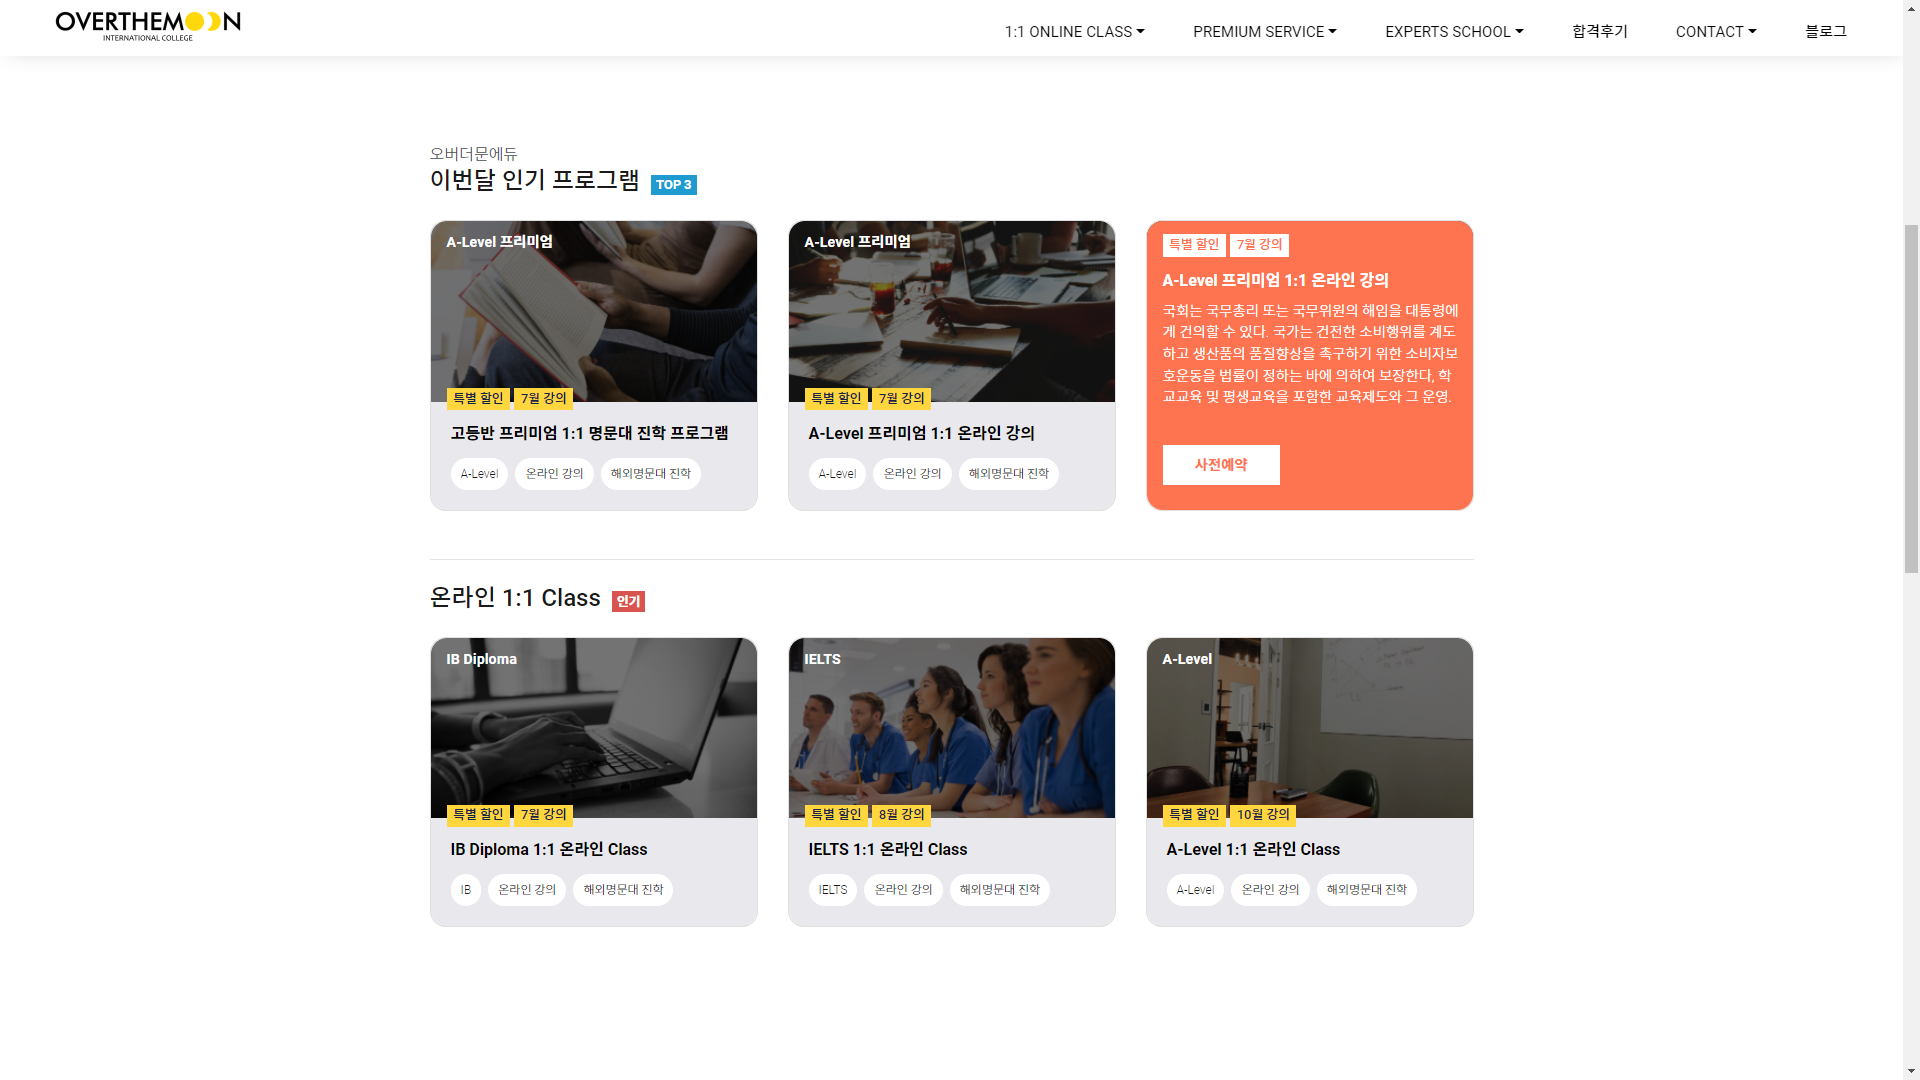 OVERTHEMOON
INTERNATIONAL COLLEGE
1:1 ONLINE CLASS
PREMIUM SERVICE
EXPERTS SCHOOL
합격후기
CONTACT
블로그
오버더문에듀
이번달 인기 프로그램 TOP 3
A-Level 프리미엄
특별 할인 7월 강의
고등반 프리미엄 1:1 명문대 진학 프로그램
A-Level 온라인 강의 해외명문대 진학
A-Level 프리미엄
특별 할인 7월 강의
A-Level 프리미엄 1:1 온라인 강의
A-Level 온라인 강의 해외명문대 진학
특별 할인 7월 강의
A-Level 프리미엄 1:1 온라인 강의
국회는 국무총리 또는 국무위원의 해임을 대통령에
게 건의할 수 있다. 국가는 건전한 소비행위를 계도
하고 생산품의 품질향상을 촉구하기 위한 소비자보
호운동을 법률이 정하는 바에 의하여 보장한다, 학
교교육 및 평생교육을 포함한 교육제도와 그 운영.
사전예약
온라인 1:1 Class 인기
IB Diploma
특별 할인 7월 강의
IB Diploma 1:1 온라인 Class
IB 온라인 강의 해외명문대 진학
IELTS
특별 할인 8월 강의
IELTS 1:1 온라인 Class
IELTS 온라인 강의 해외명문대 진학
A-Level
특별 할인 10월 강의
A-Level 1:1 온라인 Class
A-Level 온라인 강의 해외명문대 진학